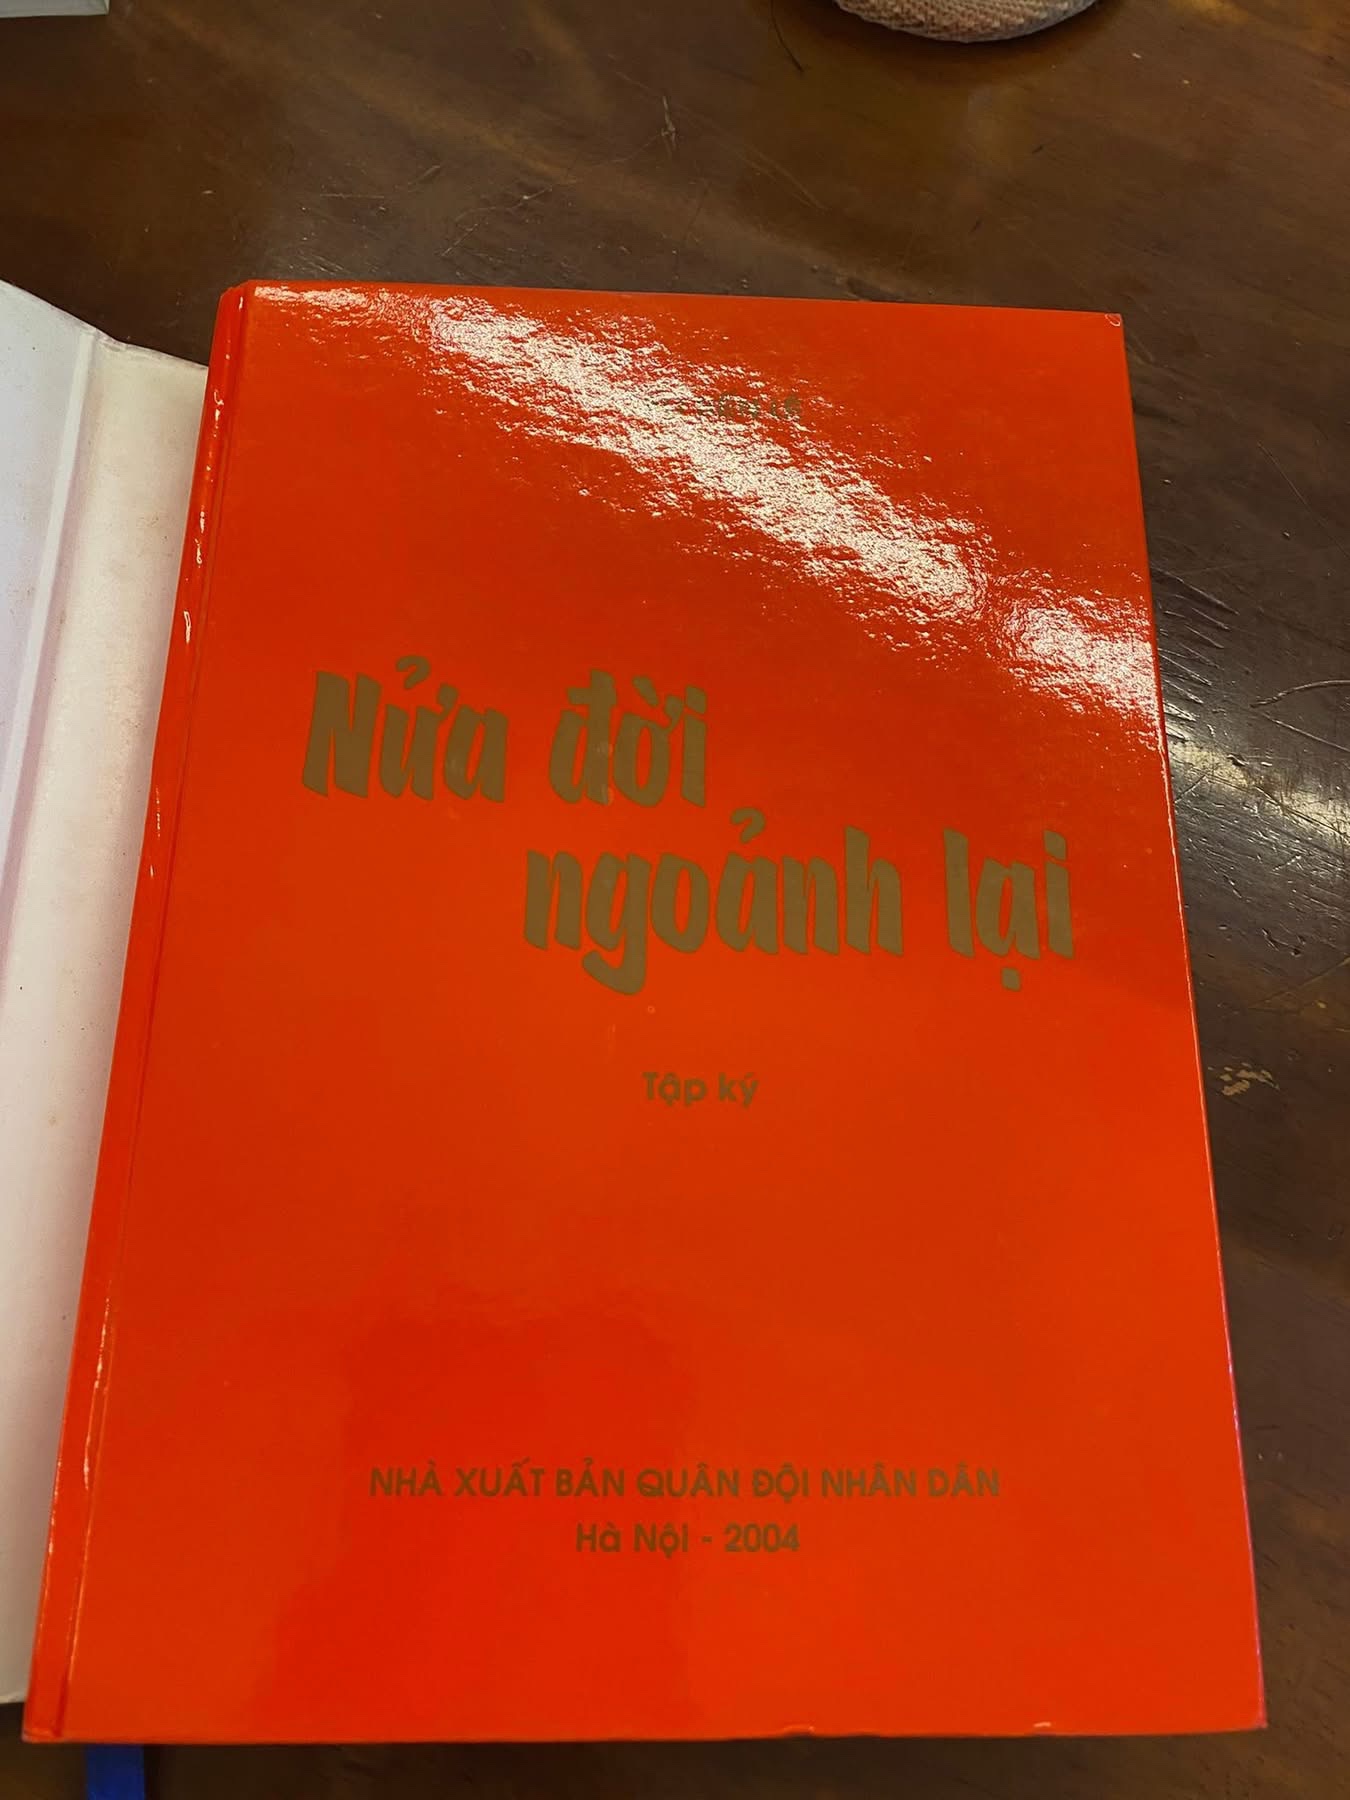 Nửa đời
ngoảnh lại
Tập ký
NHÀ XUẤT BẢN QUÂN ĐỘI NHÂN DÂN
Hà Nội - 2004